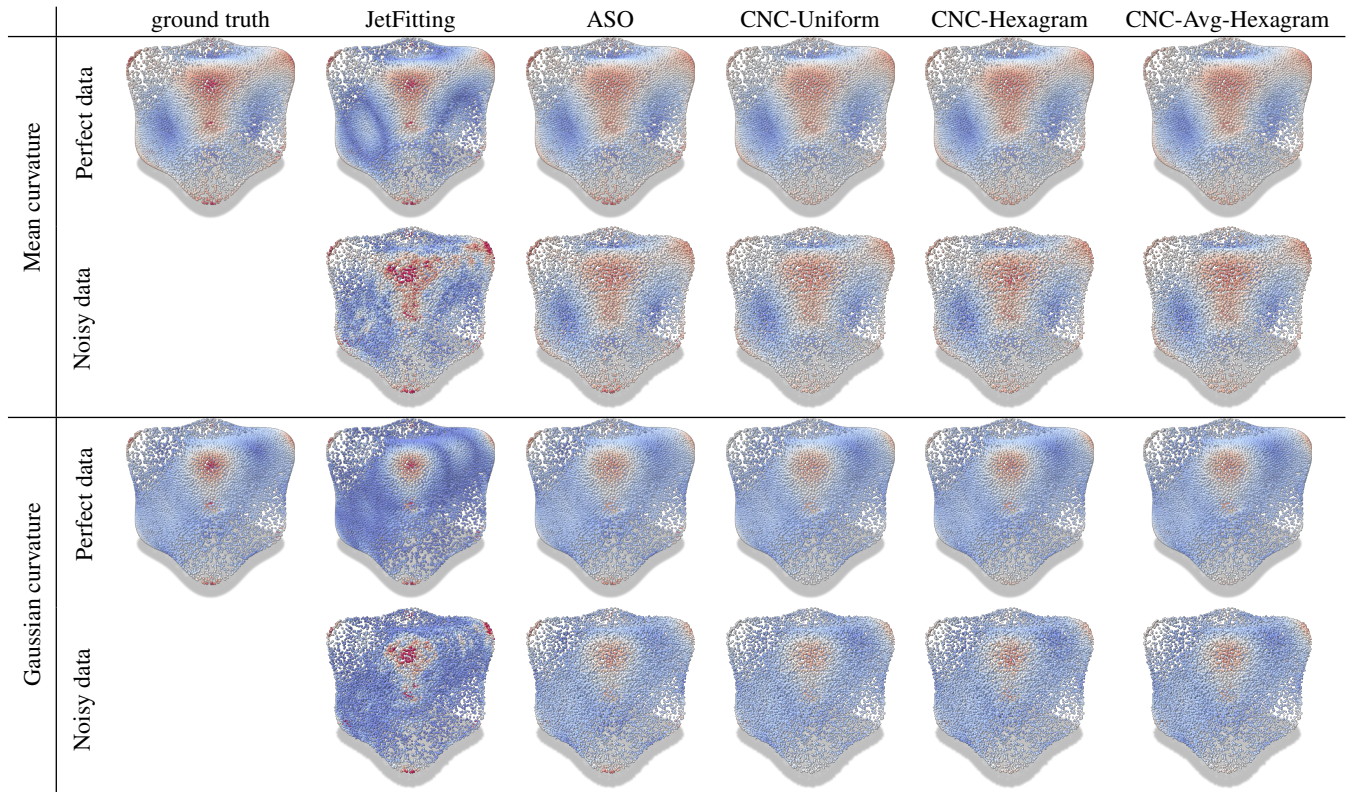 ground truth JetFitting ASO CNC-Uniform CNC-Hexagram CNC-Avg-Hexagram
Mean curvature
Perfect data
Noisy data
Gaussian curvature
Perfect data
Noisy data